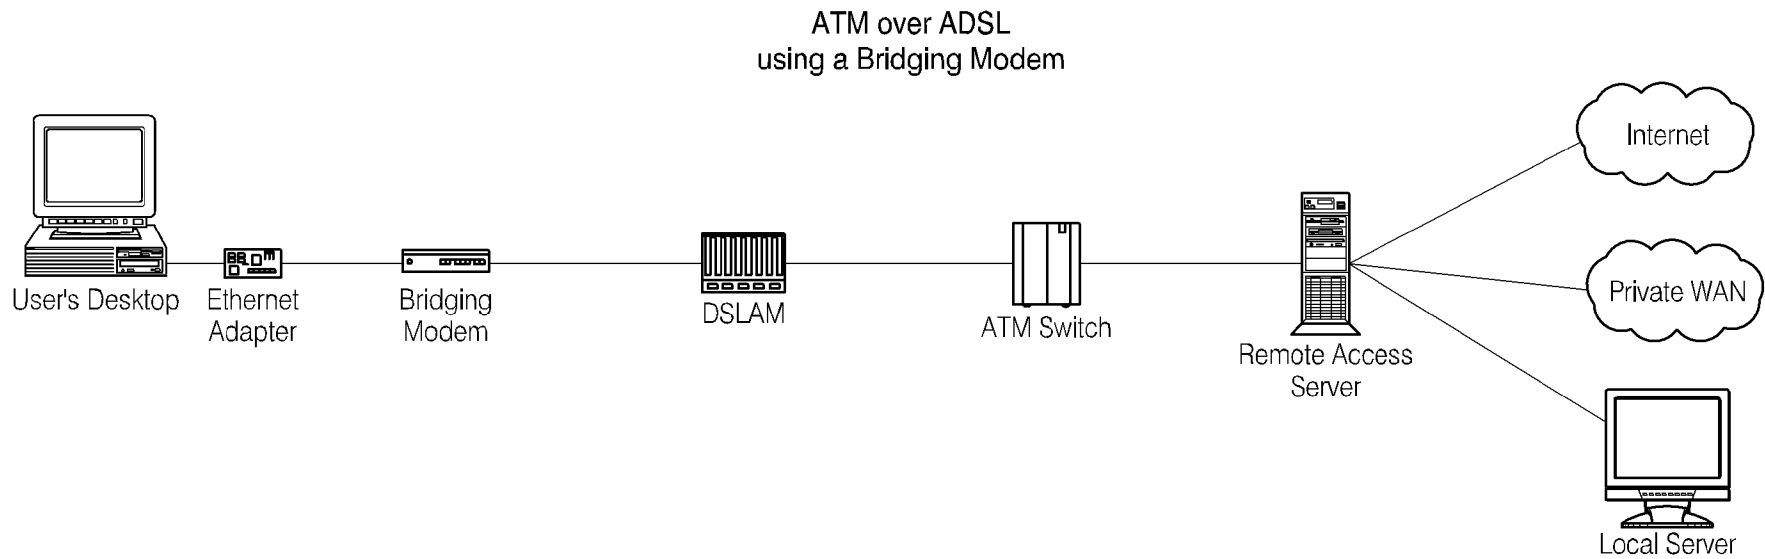 ATM over ADSL
using a Bridging Modem
User's Desktop
Ethernet
Adapter
Bridging
Modem
DSLAM
ATM Switch
Remote Access
Server
Internet
Private WAN
Local Server